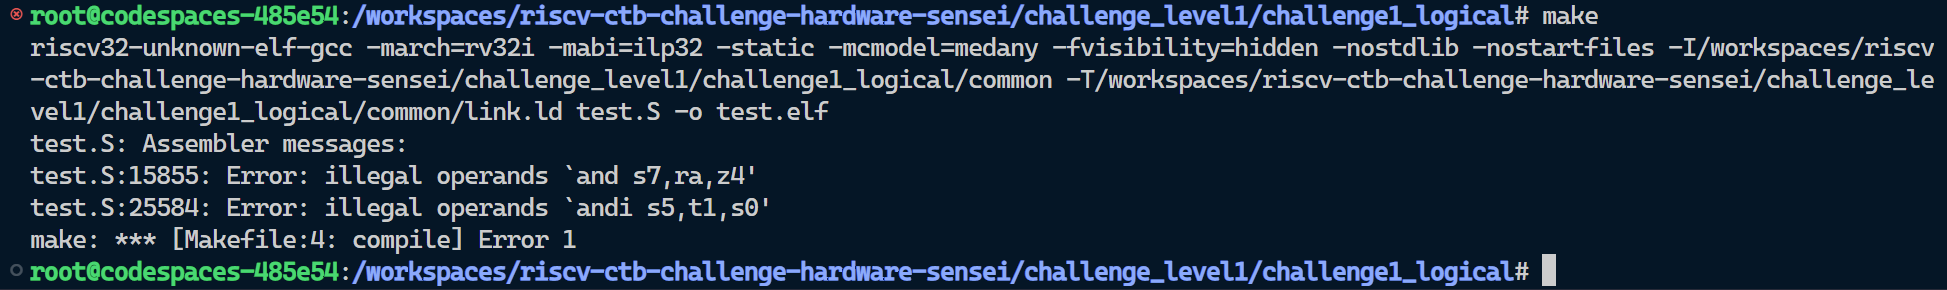 root@codespaces-485e54:/workspaces/riscv-ctb-challenge-hardware-sensei/challenge_level1/challenge1_logical# make
riscv32-unknown-elf-gcc -march=rv32i -mabi=ilp32 -static -mcmodel=medany -fvisibility=hidden -nostdlib -nostartfiles -I/workspaces/riscv
-ctb-challenge-hardware-sensei/challenge_level1/challenge1_logical/common -T/workspaces/riscv-ctb-challenge-hardware-sensei/challenge_le
vel1/challenge1_logical/common/link.ld test.S -o test.elf
test.S: Assembler messages:
test.S:15855: Error: illegal operands `and s7,ra,z4'
test.S:25584: Error: illegal operands `andi s5,t1,s0'
make: *** [Makefile:4: compile] Error 1
root@codespaces-485e54:/workspaces/riscv-ctb-challenge-hardware-sensei/challenge_level1/challenge1_logical#